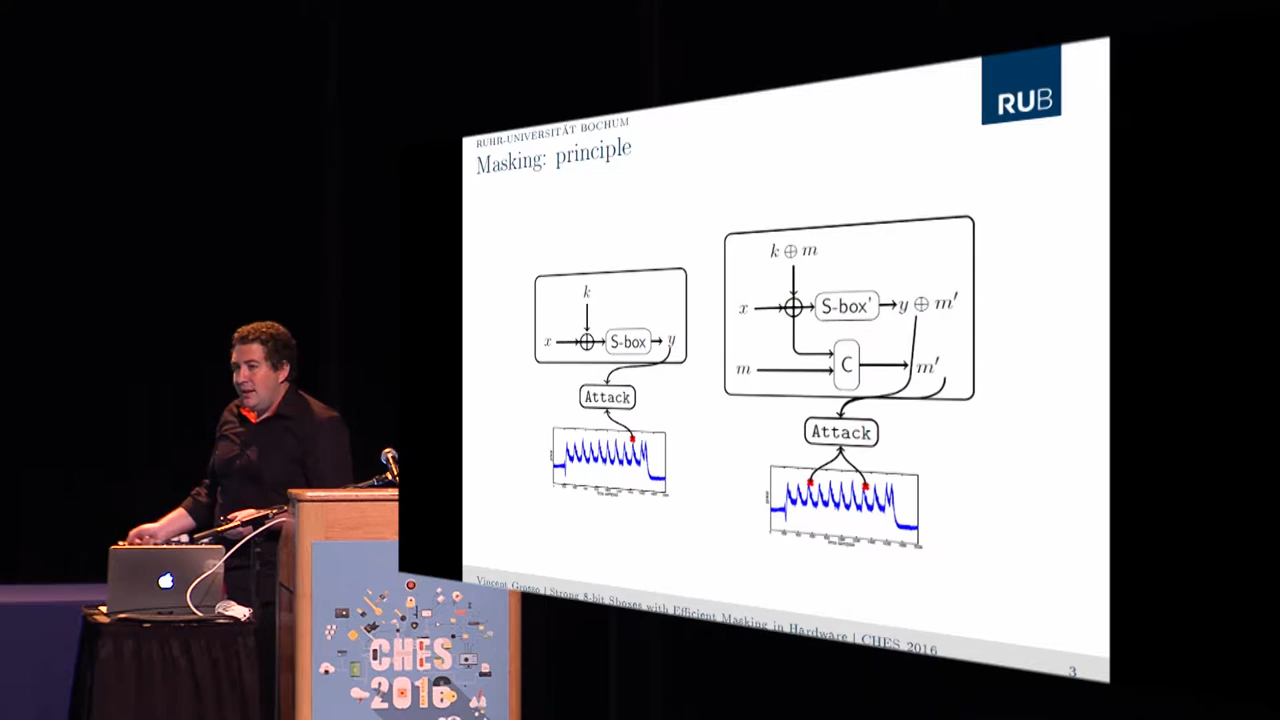 RUB
RUHR-UNIVERSITÄT BOCHUM
Masking: principle
k
x ⊕ S-box y
Attack
k ⊕ m
x ⊕ S-box' y ⊕ m′
m C m′
Attack
Vincent Grosso | Strong 8-bit Sboxes with Efficient Masking in Hardware | CHES 2016
3
CHES
2016